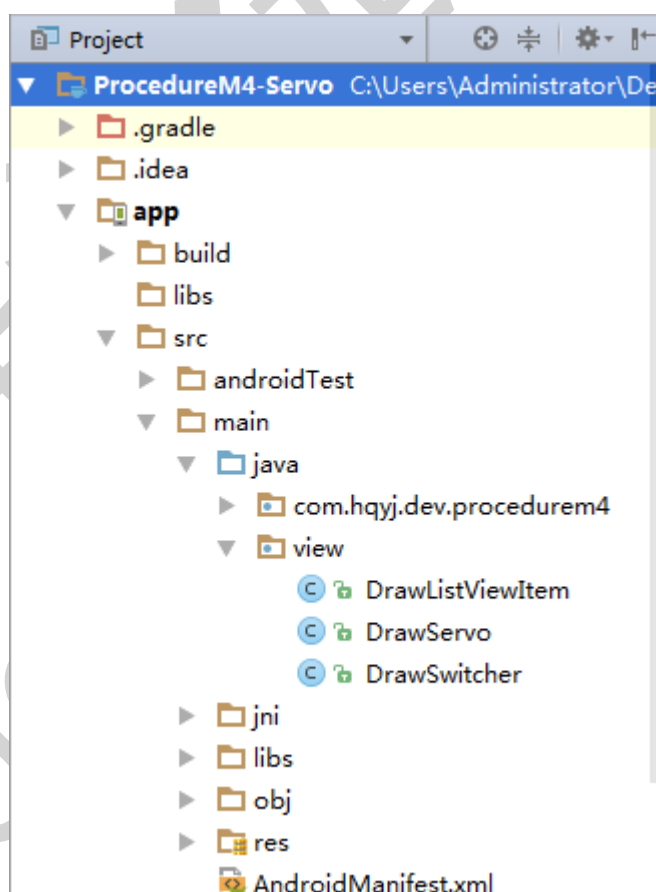 Project
ProcedureM4-Servo C:\Users\Administrator\De
.gradle
.idea
app
build
libs
src
androidTest
main
java
com.hqyj.dev.procedurem4
view
DrawListViewItem
DrawServo
DrawSwitcher
jni
libs
obj
res
AndroidManifest.xml